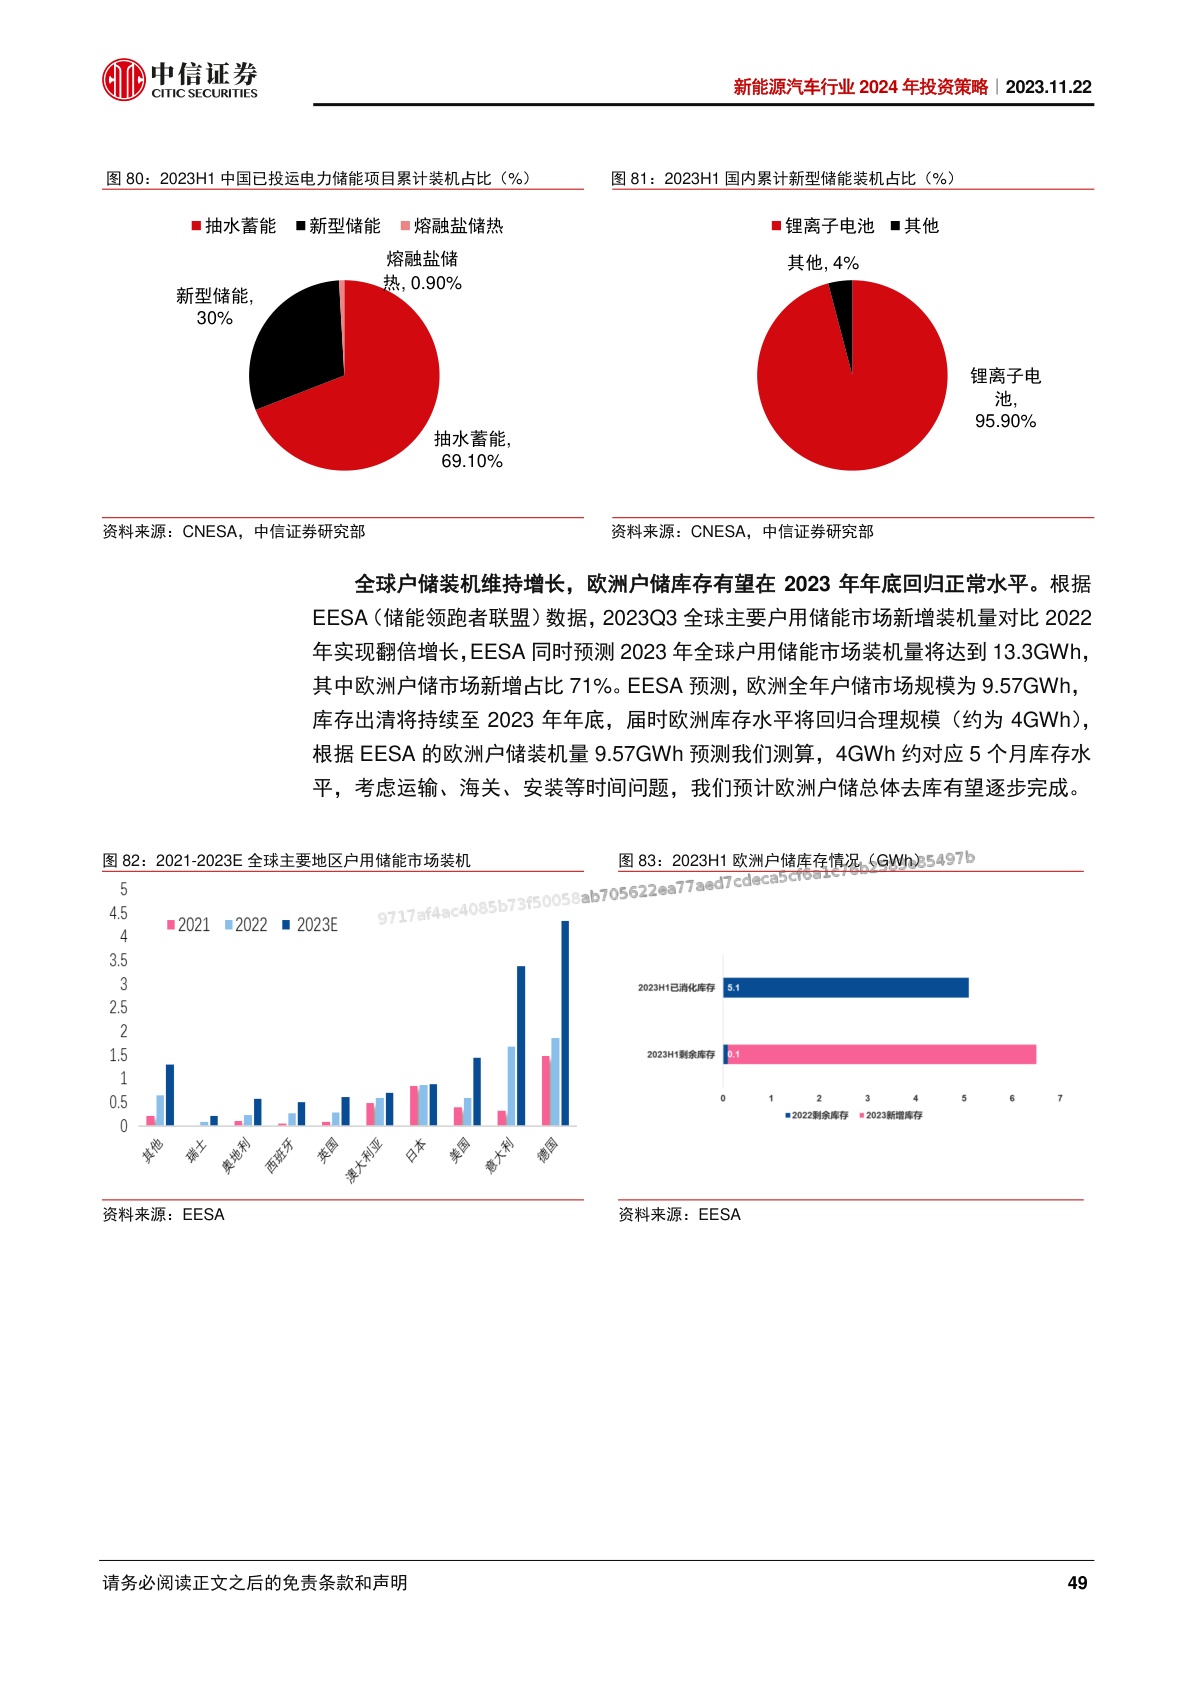 中信证券
CITIC SECURITIES
新能源汽车行业 2024 年投资策略｜2023.11.22
图 80：2023H1 中国已投运电力储能项目累计装机占比（%）
抽水蓄能 新型储能 熔融盐储热
熔融盐储
热, 0.90%
新型储能,
30%
抽水蓄能,
69.10%
资料来源：CNESA，中信证券研究部
图 81：2023H1 国内累计新型储能装机占比（%）
锂离子电池 其他
其他, 4%
锂离子电
池,
95.90%
资料来源：CNESA，中信证券研究部
全球户储装机维持增长，欧洲户储库存有望在 2023 年年底回归正常水平。根据
EESA（储能领跑者联盟）数据，2023Q3 全球主要户用储能市场新增装机量对比 2022
年实现翻倍增长，EESA 同时预测 2023 年全球户用储能市场装机量将达到 13.3GWh，
其中欧洲户储市场新增占比 71%。EESA 预测，欧洲全年户储市场规模为 9.57GWh，
库存出清将持续至 2023 年年底，届时欧洲库存水平将回归合理规模（约为 4GWh），
根据 EESA 的欧洲户储装机量 9.57GWh 预测我们测算，4GWh 约对应 5 个月库存水
平，考虑运输、海关、安装等时间问题，我们预计欧洲户储总体去库有望逐步完成。
图 82：2021-2023E 全球主要地区户用储能市场装机
5
4.5
4
3.5
3
2.5
2
1.5
1
0.5
0
2021 2022 2023E
其他 瑞士 奥地利 西班牙 英国 澳大利亚 日本 美国 意大利 德国
资料来源：EESA
图 83：2023H1 欧洲户储库存情况（GWh）
2023H1已消化库存 5.1
2023H1剩余库存 0.1
0 1 2 3 4 5 6 7
2022剩余库存 2023新增库存
资料来源：EESA
请务必阅读正文之后的免责条款和声明 49